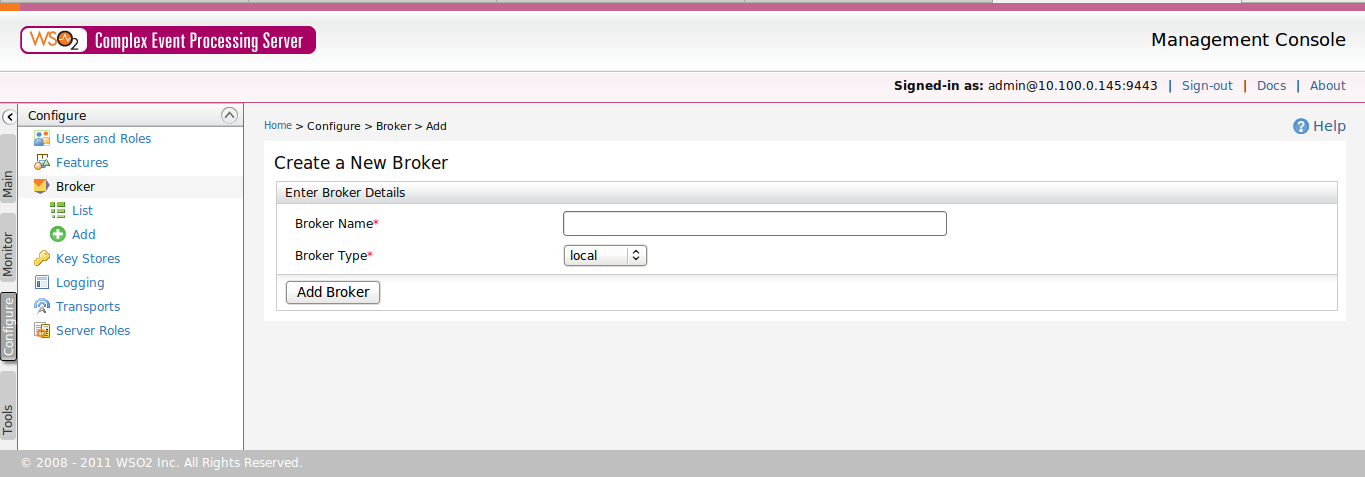 WSO2 Complex Event Processing Server
Management Console
Signed-in as: admin@10.100.0.145:9443 | Sign-out | Docs | About
Main
Monitor
Configure
Tools
Configure
Users and Roles
Features
Broker
List
Add
Key Stores
Logging
Transports
Server Roles
Home > Configure > Broker > Add
Help
Create a New Broker
Enter Broker Details
Broker Name*
Broker Type* local
Add Broker
© 2008 - 2011 WSO2 Inc. All Rights Reserved.